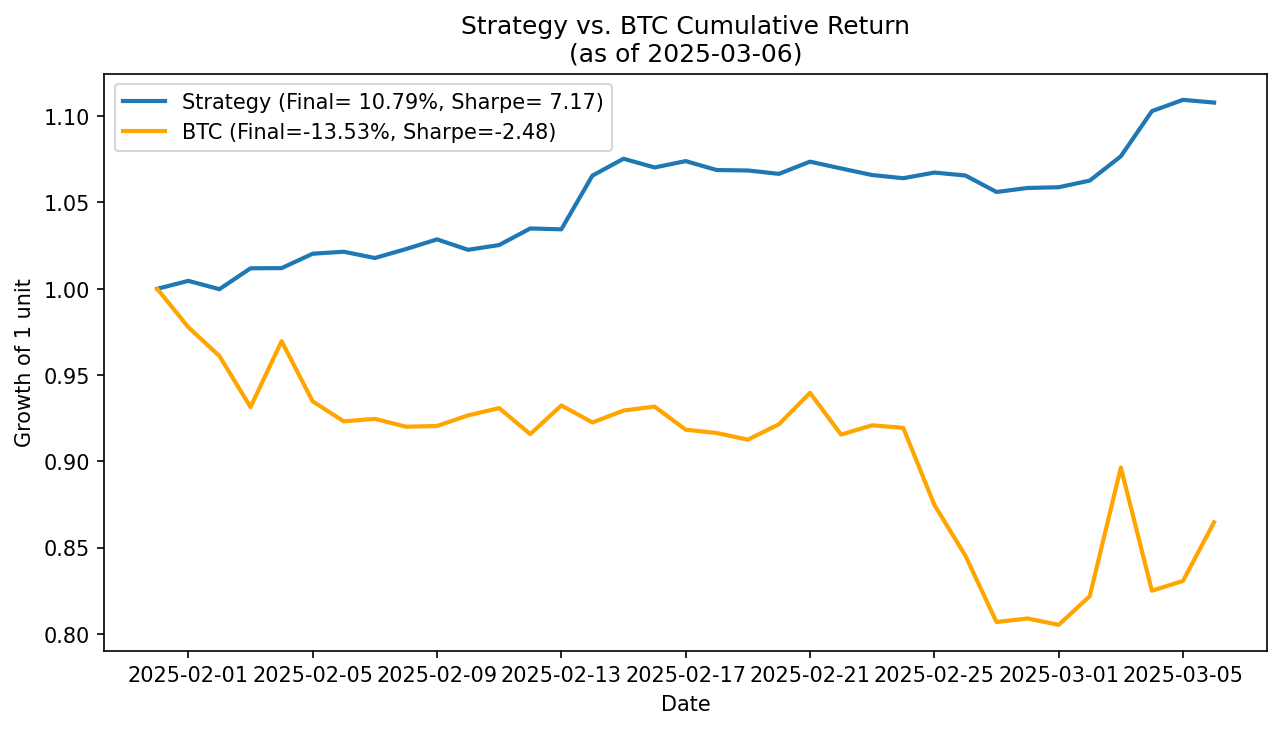 Strategy vs. BTC Cumulative Return
(as of 2025-03-06)
Strategy (Final= 10.79%, Sharpe= 7.17)
BTC (Final=-13.53%, Sharpe=-2.48)
Growth of 1 unit
1.10
1.05
1.00
0.95
0.90
0.85
0.80
2025-02-01 2025-02-05 2025-02-09 2025-02-13 2025-02-17 2025-02-21 2025-02-25 2025-03-01 2025-03-05
Date